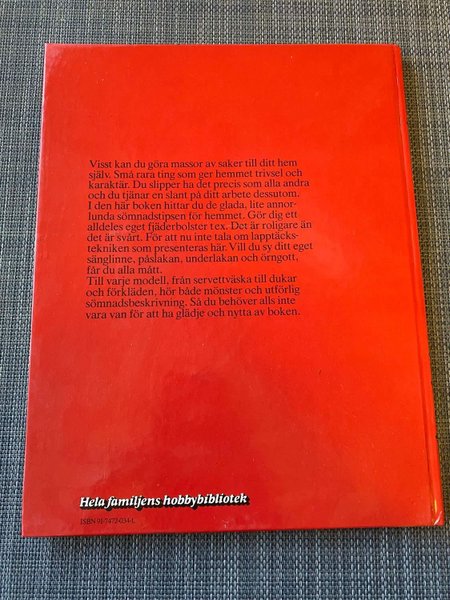 Visst kan du göra massor av saker till ditt hem
själv. Små rara ting som ger hemmet trivsel och
karaktär. Du slipper ha det precis som alla andra
och du tjänar en slant på ditt arbete dessutom.
I den här boken hittar du de glada, lite annor-
lunda sömnadstipsen för hemmet. Gör dig ett
alldeles eget fjäderbolster tex. Det är roligare än
det är svårt. För att nu inte tala om lapptäcks-
tekniken som presenteras här. Vill du sy ditt eget
sänglinne, påslakan, underlakan och örngott,
får du alla mått.
Till varje modell, från servettväska till dukar
och förkläden, hör både mönster och utförlig
sömnadsbeskrivning. Så du behöver alls inte
vara van för att ha glädje och nytta av boken.
Hela familjens hobbybibliotek
ISBN 91-7472-034-